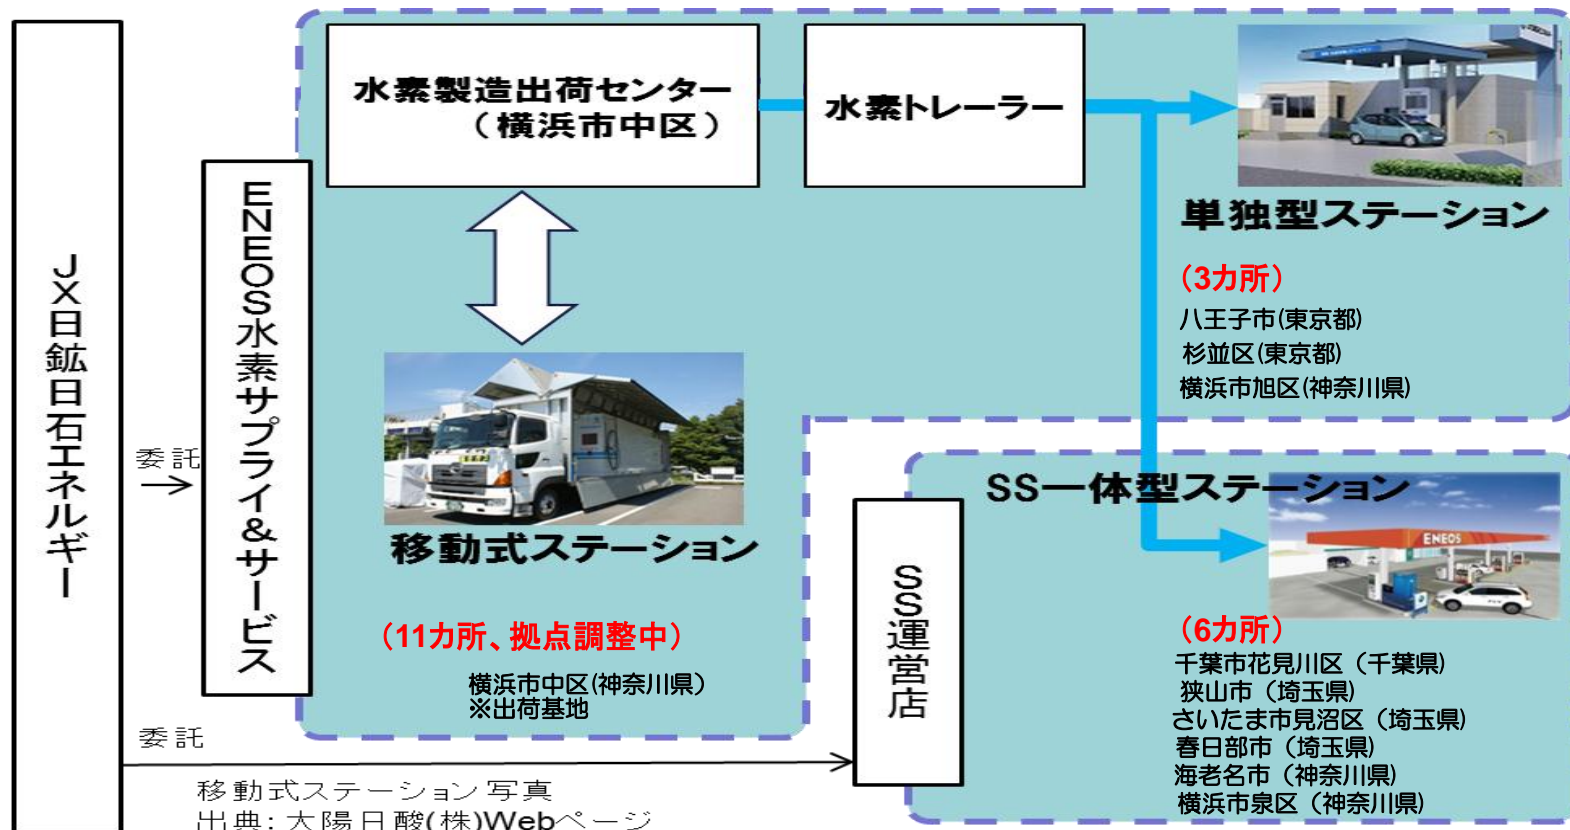 JX日鉱日石エネルギー
委託
ENEOS水素サプライ&サービス
水素製造出荷センター
(横浜市中区)
水素トレーラー
単独型ステーション
(3カ所)
八王子市(東京都)
杉並区(東京都)
横浜市旭区(神奈川県)
移動式ステーション
(11カ所、拠点調整中)
横浜市中区(神奈川県)
※出荷基地
委託
SS運営店
SS一体型ステーション
ENEOS
(6カ所)
千葉市花見川区(千葉県)
狭山市(埼玉県)
さいたま市見沼区(埼玉県)
春日部市(埼玉県)
海老名市(神奈川県)
横浜市泉区(神奈川県)
移動式ステーション写真
出典:大陽日酸(株)Webページ